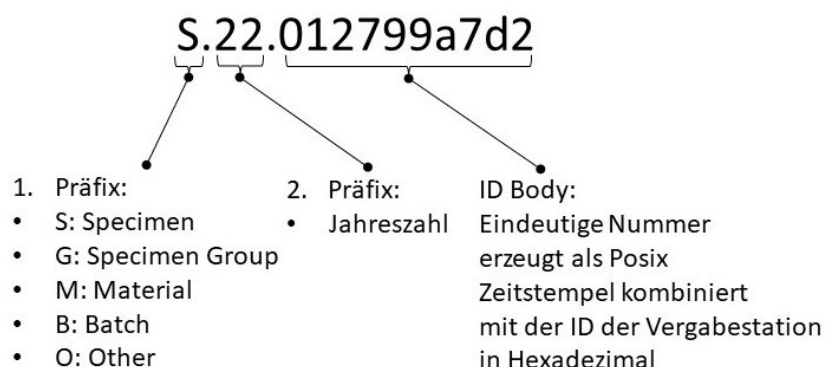 S.22.012799a7d2
1. Präfix:
• S: Specimen
• G: Specimen Group
• M: Material
• B: Batch
• O: Other
2. Präfix:
• Jahreszahl
ID Body:
Eindeutige Nummer
erzeugt als Posix
Zeitstempel kombiniert
mit der ID der Vergabestation
in Hexadezimal